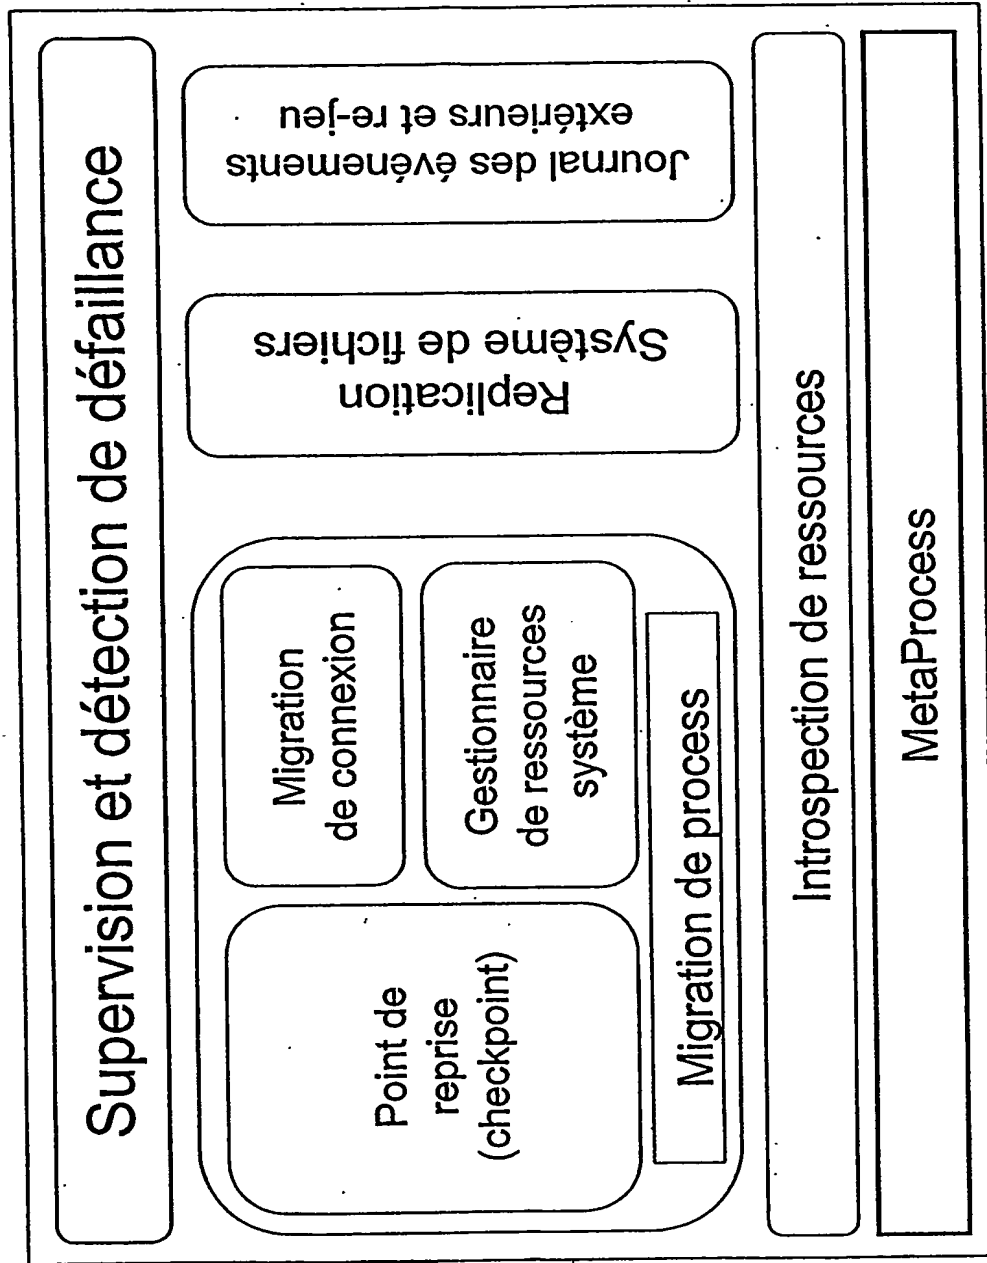 Supervision et détection de défaillance
Point de
reprise
(checkpoint)
Migration
de connexion
Gestionnaire
de ressources
système
Migration de process
Replication
Système de fichiers
Journal des événements
extérieurs et re-jeu
Introspection de ressources
MetaProcess